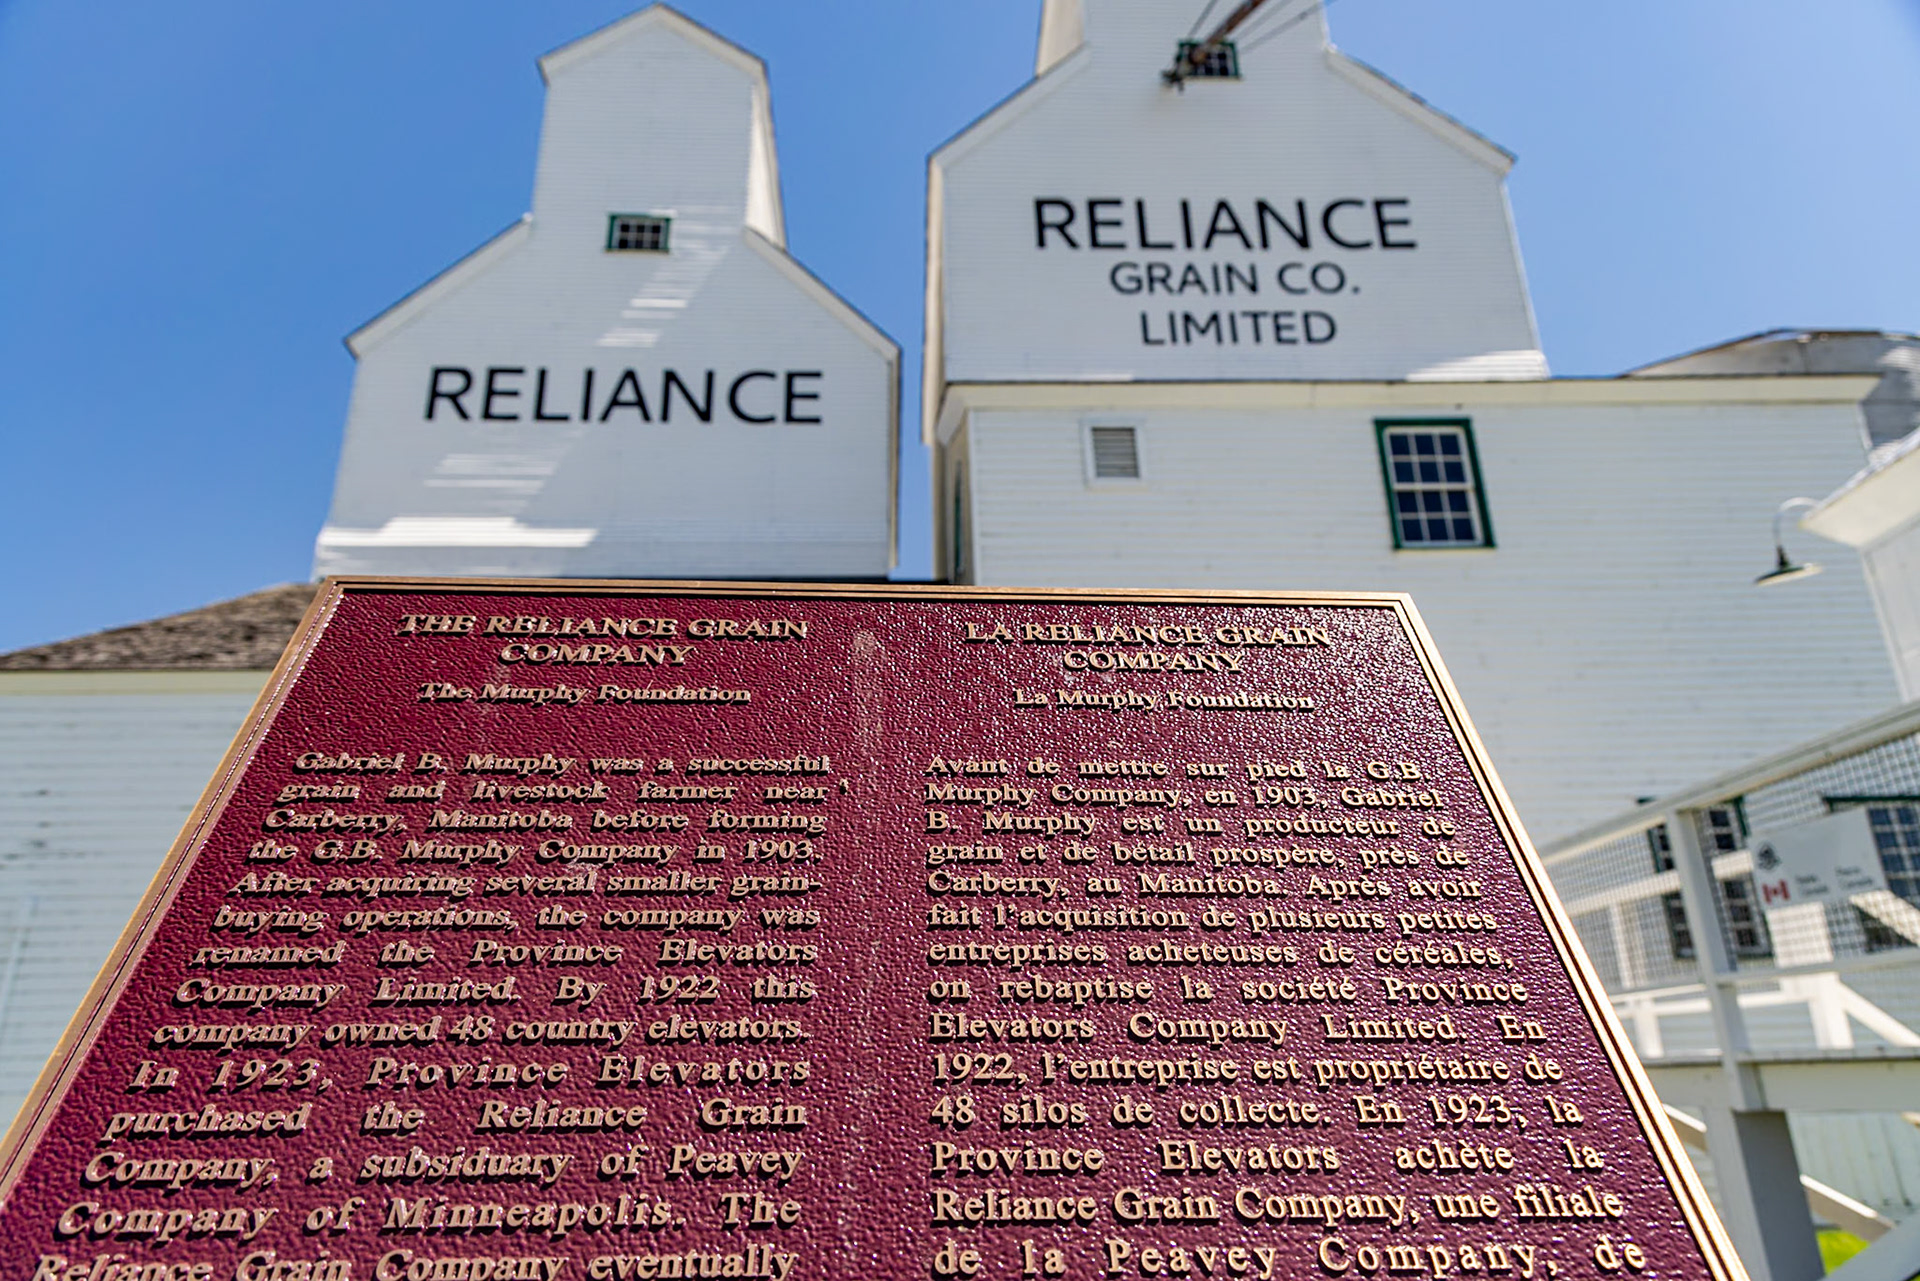 RELIANCE
RELIANCE
GRAIN CO.
LIMITED
THE RELIANCE GRAIN
COMPANY
The Murphy Foundation
Gabriel B. Murphy was a successful
grain and livestock farmer near
Carberry, Manitoba before forming
the G.B. Murphy Company in 1903.
After acquiring several smaller grain-
buying operations, the company was
renamed the Province Elevators
Company Limited. By 1922 this
company owned 48 country elevators.
In 1923, Province Elevators
purchased the Reliance Grain
Company, a subsiduary of Peavey
Company of Minneapolis. The
Reliance Grain Company eventually
LA RELIANCE GRAIN
COMPANY
La Murphy Foundation
Avant de mettre sur pied la G.B.
Murphy Company, en 1903, Gabriel
B. Murphy est un producteur de
grain et de bétail prospère, près de
Carberry, au Manitoba. Après avoir
fait l'acquisition de plusieurs petites
entreprises acheteuses de céréales,
on rebaptise la société Province
Elevators Company Limited. En
1922, l'entreprise est propriétaire de
48 silos de collecte. En 1923, la
Province Elevators achète la
Reliance Grain Company, une filiale
de la Peavey Company, de